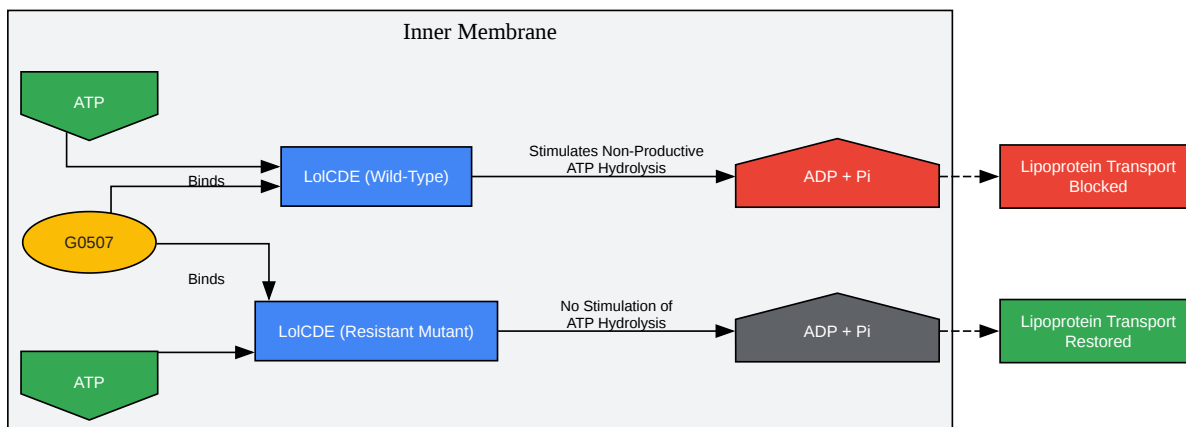 Inner Membrane
ATP
Binds
LolCDE (Wild-Type)
Stimulates Non-Productive
ATP Hydrolysis
ADP + Pi
Lipoprotein Transport
Blocked
G0507
Binds
LolCDE (Resistant Mutant)
No Stimulation of
ATP Hydrolysis
ADP + Pi
Lipoprotein Transport
Restored
ATP